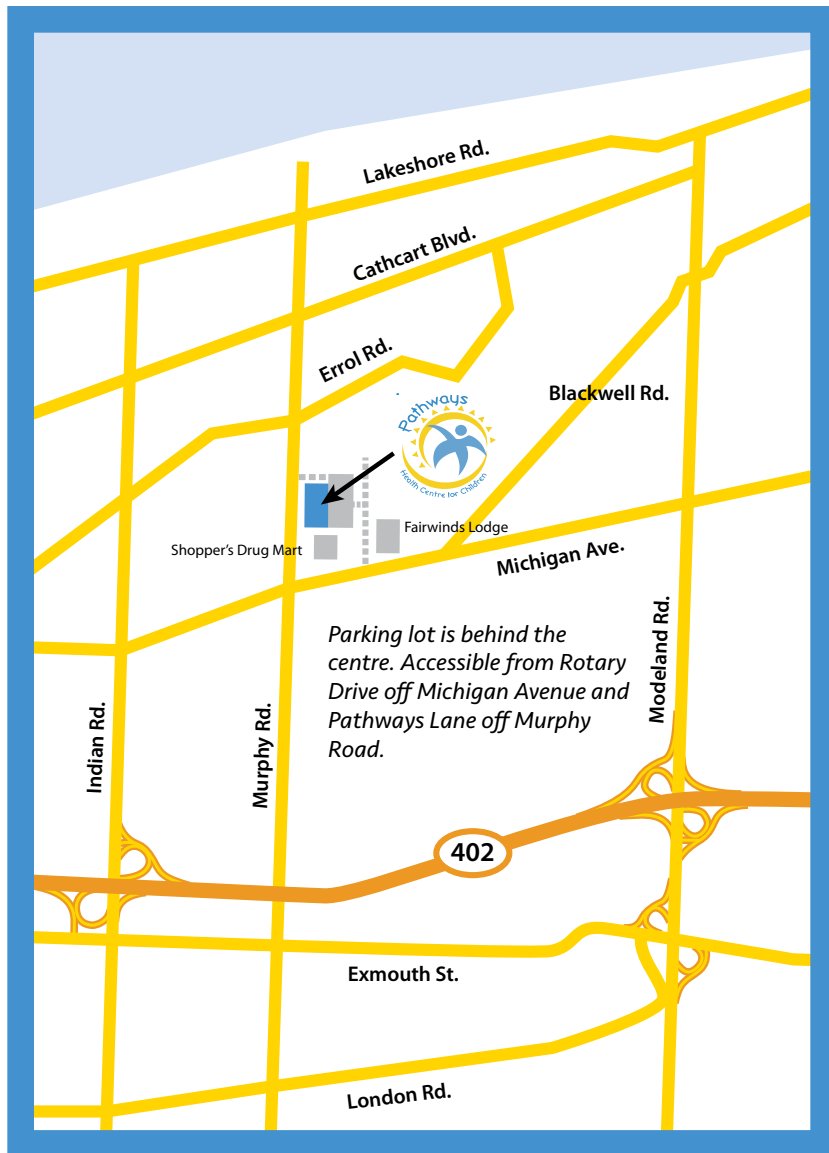 Lakeshore Rd.
Cathcart Blvd.
Errol Rd.
Blackwell Rd.
Pathways
Health Centre for Children
Fairwinds Lodge
Shopper's Drug Mart
Michigan Ave.
Parking lot is behind the
centre. Accessible from Rotary
Drive off Michigan Avenue and
Pathways Lane off Murphy
Road.
Modeland Rd.
Indian Rd.
Murphy Rd.
402
Exmouth St.
London Rd.